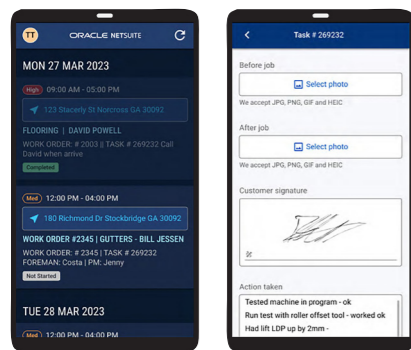 TT
ORACLE NETSUITE
MON 27 MAR 2023
High 09:00 AM - 05:00 PM
123 Stacerly St Norcross GA 30092
FLOORING | DAVID POWELL
WORK ORDER: # 2003 || TASK # 269232 Call
David when arrive
Completed
Med 12:00 PM - 04:00 PM
180 Richmond Dr Stockbridge GA 30092
WORK ORDER #2345 | GUTTERS - BILL JESSEN
WORK ORDER: # 2345 | TASK # 269232
FOREMAN: Costa | PM: Jenny
Not Started
TUE 28 MAR 2023
Med 12:00 PM - 04:00 PM
Task # 269232
Before job
Select photo
We accept JPG, PNG, GIF and HEIC
After job
Select photo
We accept JPG, PNG, GIF and HEIC
Customer signature
Action taken
Tested machine in program - ok
Run test with roller offset tool - worked ok
Had lift LDP up by 2mm -